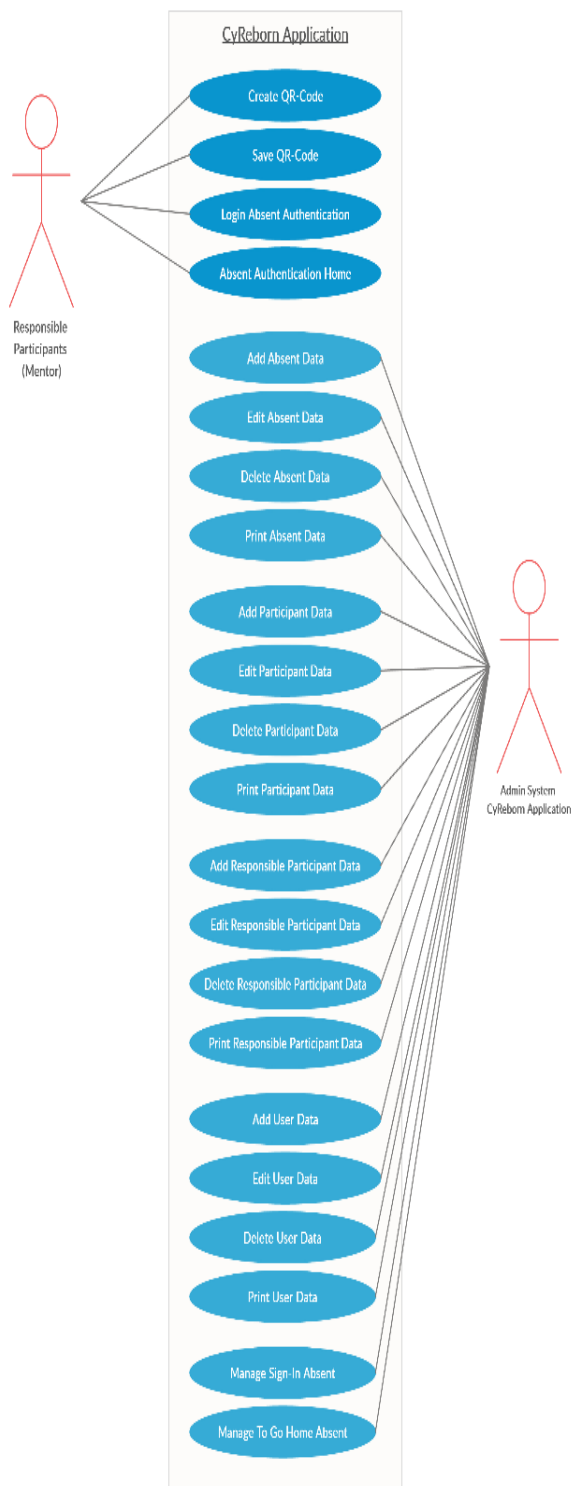 CyReborn Application
Create QR-Code
Save QR-Code
Login Absent Authentication
Absent Authentication Home
Responsible
Participants
(Mentor)
Add Absent Data
Edit Absent Data
Delete Absent Data
Print Absent Data
Add Participant Data
Edit Participant Data
Delete Participant Data
Print Participant Data
Admin System
CyReborn Application
Add Responsible Participant Data
Edit Responsible Participant Data
Delete Responsible Participant Data
Print Responsible Participant Data
Add User Data
Edit User Data
Delete User Data
Print User Data
Manage Sign-In Absent
Manage To Go Home Absent